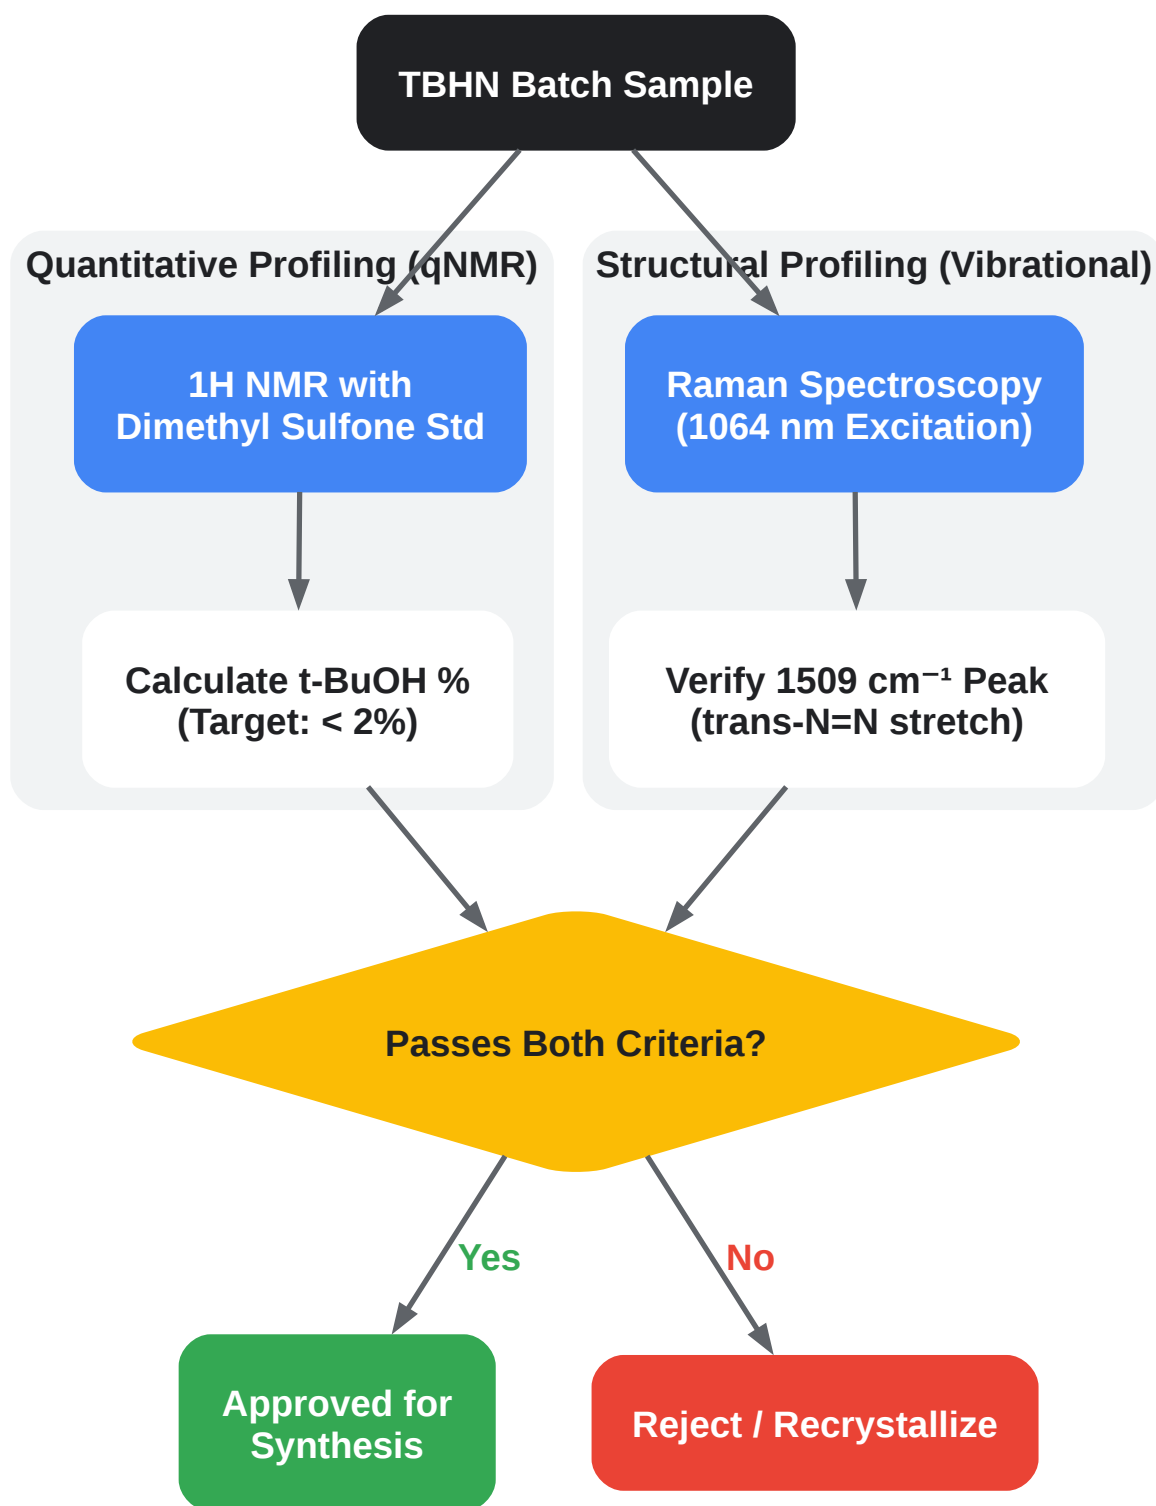 TBHN Batch Sample
Quantitative Profiling (qNMR)
1H NMR with
Dimethyl Sulfone Std
Calculate t-BuOH %
(Target: < 2%)
Structural Profiling (Vibrational)
Raman Spectroscopy
(1064 nm Excitation)
Verify 1509 cm⁻¹ Peak
(trans-N=N stretch)
Passes Both Criteria?
Yes
No
Approved for
Synthesis
Reject / Recrystallize